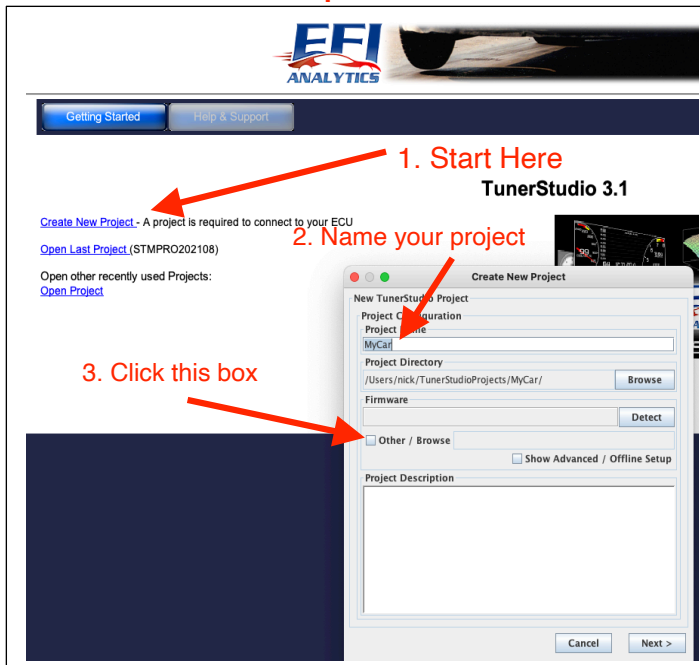 EFI
ANALYTICS
Getting Started
Help & Support
1. Start Here
TunerStudio 3.1
Create New Project - A project is required to connect to your ECU
2. Name your project
Open Last Project (STMPRO202108)
Open other recently used Projects:
Open Project
Create New Project
New TunerStudio Project
Project Configuration
Project Name
MyCar
Project Directory
/Users/nick/TunerStudioProjects/MyCar/
Browse
3. Click this box
Firmware
Detect
Other / Browse
Show Advanced / Offline Setup
Project Description
Cancel
Next >